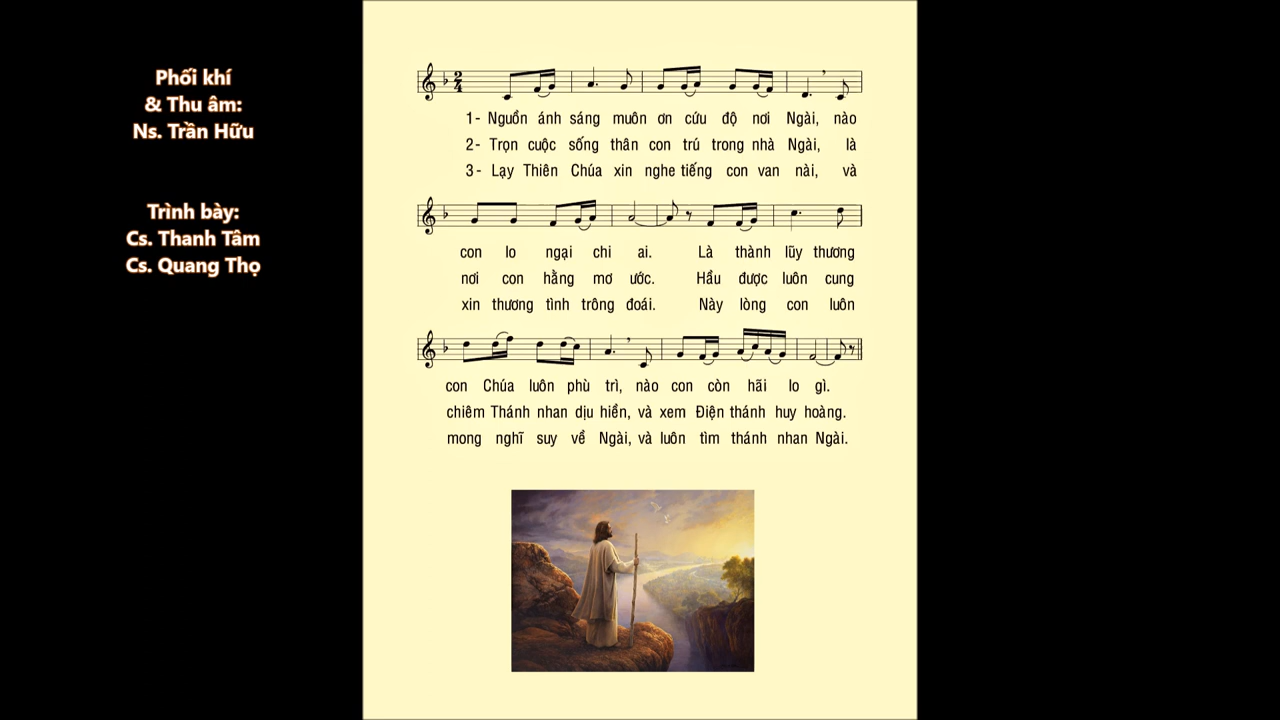 Phối khí
& Thu âm:
Ns. Trần Hữu
Trình bày:
Cs. Thanh Tâm
Cs. Quang Thọ
1- Nguồn ánh sáng muôn ơn cứu độ nơi Ngài, nào
2- Trọn cuộc sống thân con trú trong nhà Ngài, là
3- Lạy Thiên Chúa xin nghe tiếng con van nài, và
con lo ngại chi ai. Là thành lũy thương
nơi con hằng mơ ước. Hầu được luôn cung
xin thương tình trông đoái. Này lòng con luôn
con Chúa luôn phù trì, nào con còn hãi lo gì.
chiêm Thánh nhan dịu hiền, và xem Điện thánh huy hoàng.
mong nghĩ suy về Ngài, và luôn tìm thánh nhan Ngài.